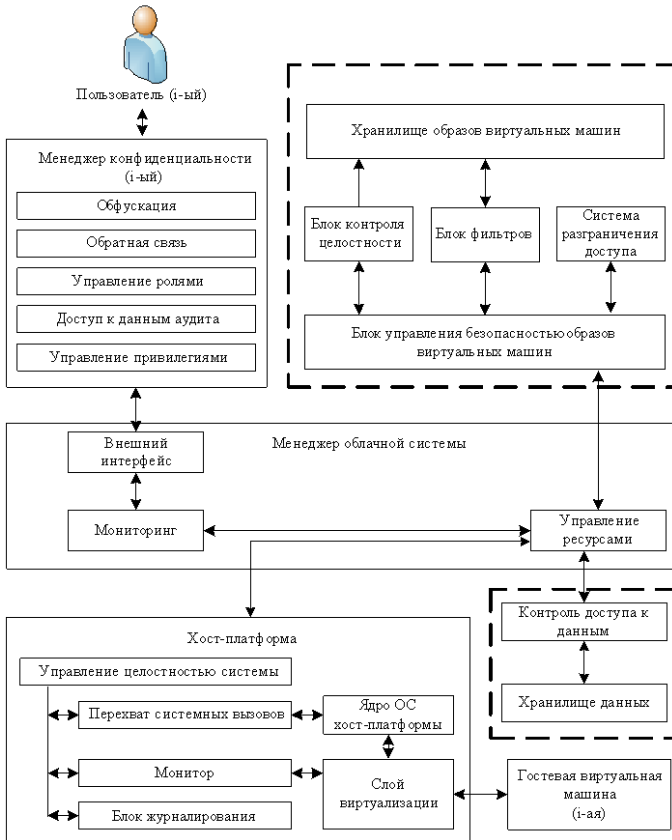 Пользователь (i-ый)
Менеджер конфиденциальности
(i-ый)
Обфускация
Обратная связь
Управление ролями
Доступ к данным аудита
Управление привилегиями
Хранилище образов виртуальных машин
Блок контроля
целостности
Блок фильтров
Система
разграничения
доступа
Блок управления безопасностью образов
виртуальных машин
Внешний
интерфейс
Менеджер облачной системы
Мониторинг
Управление
ресурсами
Контроль доступа к
данным
Хранилище данных
Хост-платформа
Управление целостностью системы
Перехват системных вызовов
Ядро ОС
хост-платформы
Монитор
Слой
виртуализации
Блок журналирования
Гостевая виртуальная
машина
(i-ая)